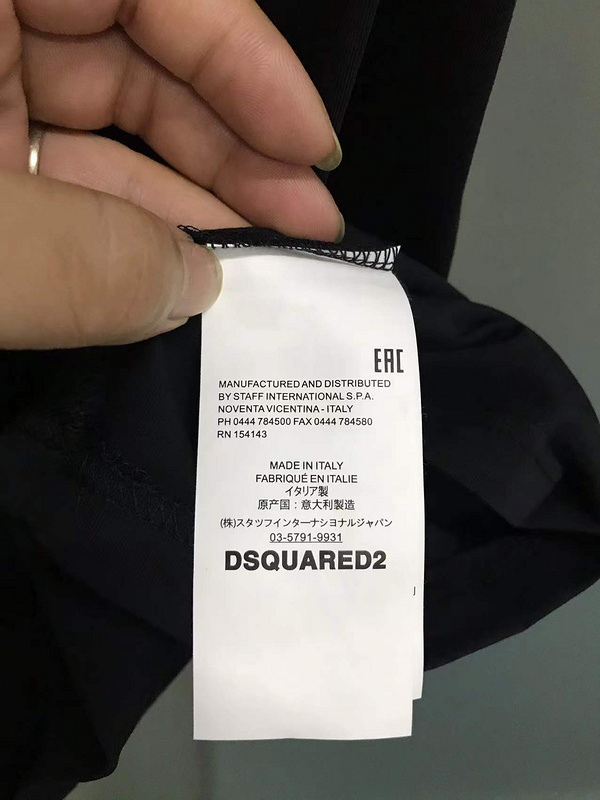 EAC
MANUFACTURED AND DISTRIBUTED
BY STAFF INTERNATIONAL S.P.A.
NOVENTA VICENTINA - ITALY
PH 0444 784500 FAX 0444 784580
RN 154143
MADE IN ITALY
FABRIQUÉ EN ITALIE
イタリア製
原产国：意大利製造
(株)スタッフインターナショナルジャパン
03-5791-9931
DSQUARED2